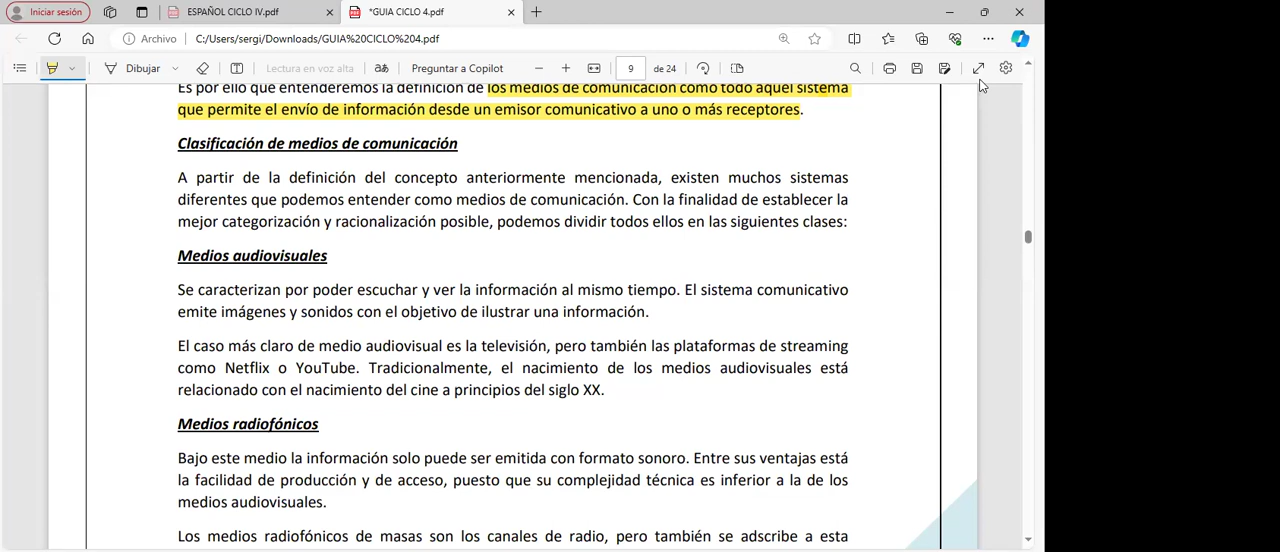 Iniciar sesión
ESPAÑOL CICLO IV.pdf
*GUIA CICLO 4.pdf
Archivo
C:/Users/sergi/Downloads/GUIA%20CICLO%204.pdf
Dibujar
Lectura en voz alta
aあ
Preguntar a Copilot
9
de 24
Es por ello que entenderemos la definición de los medios de comunicación como todo aquel sistema
que permite el envío de información desde un emisor comunicativo a uno o más receptores.
Clasificación de medios de comunicación
A partir de la definición del concepto anteriormente mencionada, existen muchos sistemas
diferentes que podemos entender como medios de comunicación. Con la finalidad de establecer la
mejor categorización y racionalización posible, podemos dividir todos ellos en las siguientes clases:
Medios audiovisuales
Se caracterizan por poder escuchar y ver la información al mismo tiempo. El sistema comunicativo
emite imágenes y sonidos con el objetivo de ilustrar una información.
El caso más claro de medio audiovisual es la televisión, pero también las plataformas de streaming
como Netflix o YouTube. Tradicionalmente, el nacimiento de los medios audiovisuales está
relacionado con el nacimiento del cine a principios del siglo XX.
Medios radiofónicos
Bajo este medio la información solo puede ser emitida con formato sonoro. Entre sus ventajas está
la facilidad de producción y de acceso, puesto que su complejidad técnica es inferior a la de los
medios audiovisuales.
Los medios radiofónicos de masas son los canales de radio, pero también se adscribe a esta